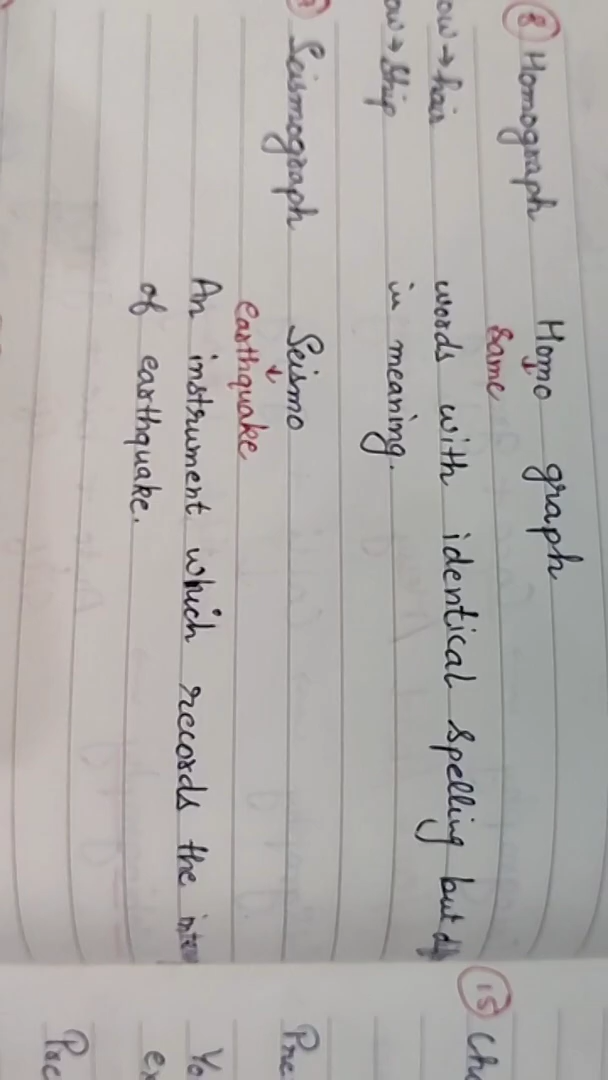 8 Homograph Homo graph
same
ow → hair words with identical spelling but
ow → Ship in meaning.
Seismograph Seismo
earthquake
An instrument which records the
of earthquake.
15